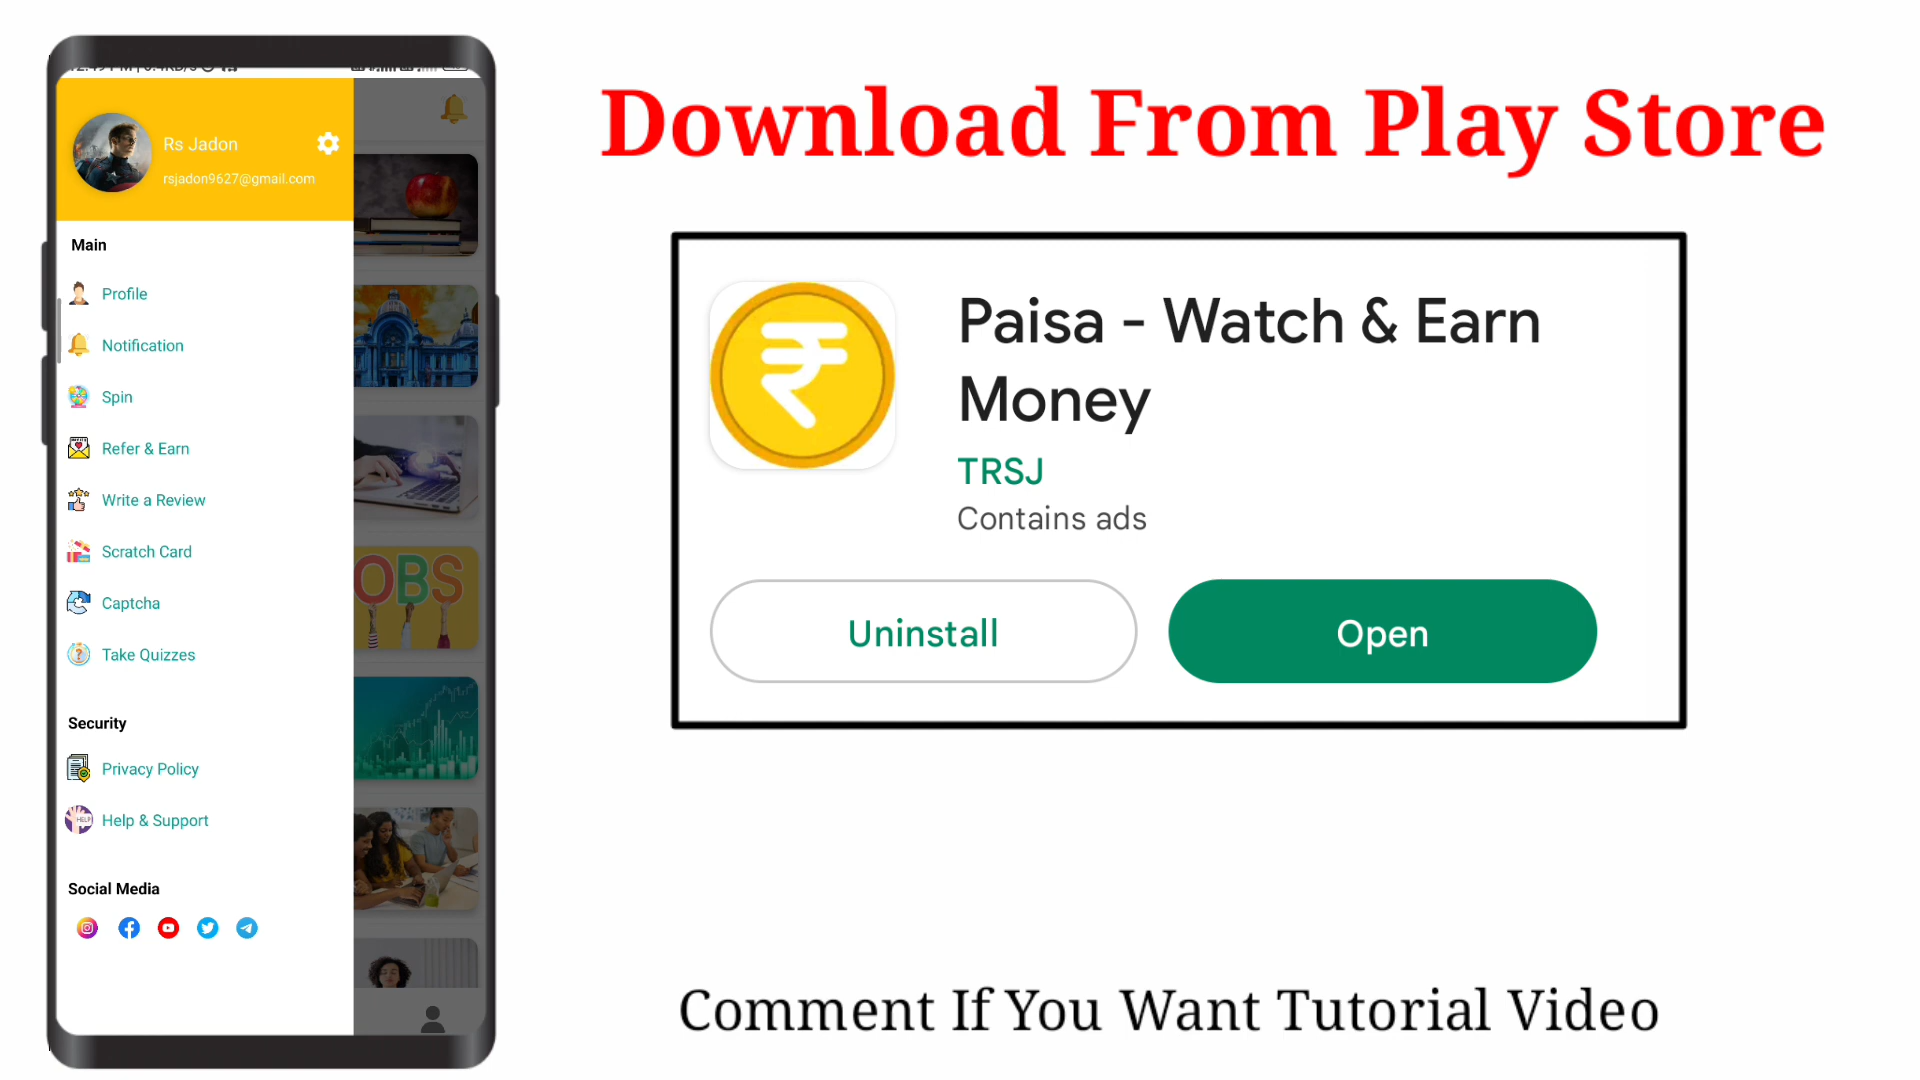 Rs Jadon
rsjadon9627@gmail.com
Main
Profile
Notification
Spin
Refer & Earn
Write a Review
Scratch Card
Captcha
Take Quizzes
Security
Privacy Policy
HELP
Help & Support
Social Media
OBS
Download From Play Store
Paisa - Watch & Earn
Money
TRSJ
Contains ads
Uninstall
Open
Comment If You Want Tutorial Video